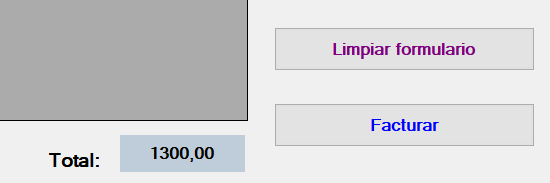 Limpiar formulario
Facturar
Total: 1300,00